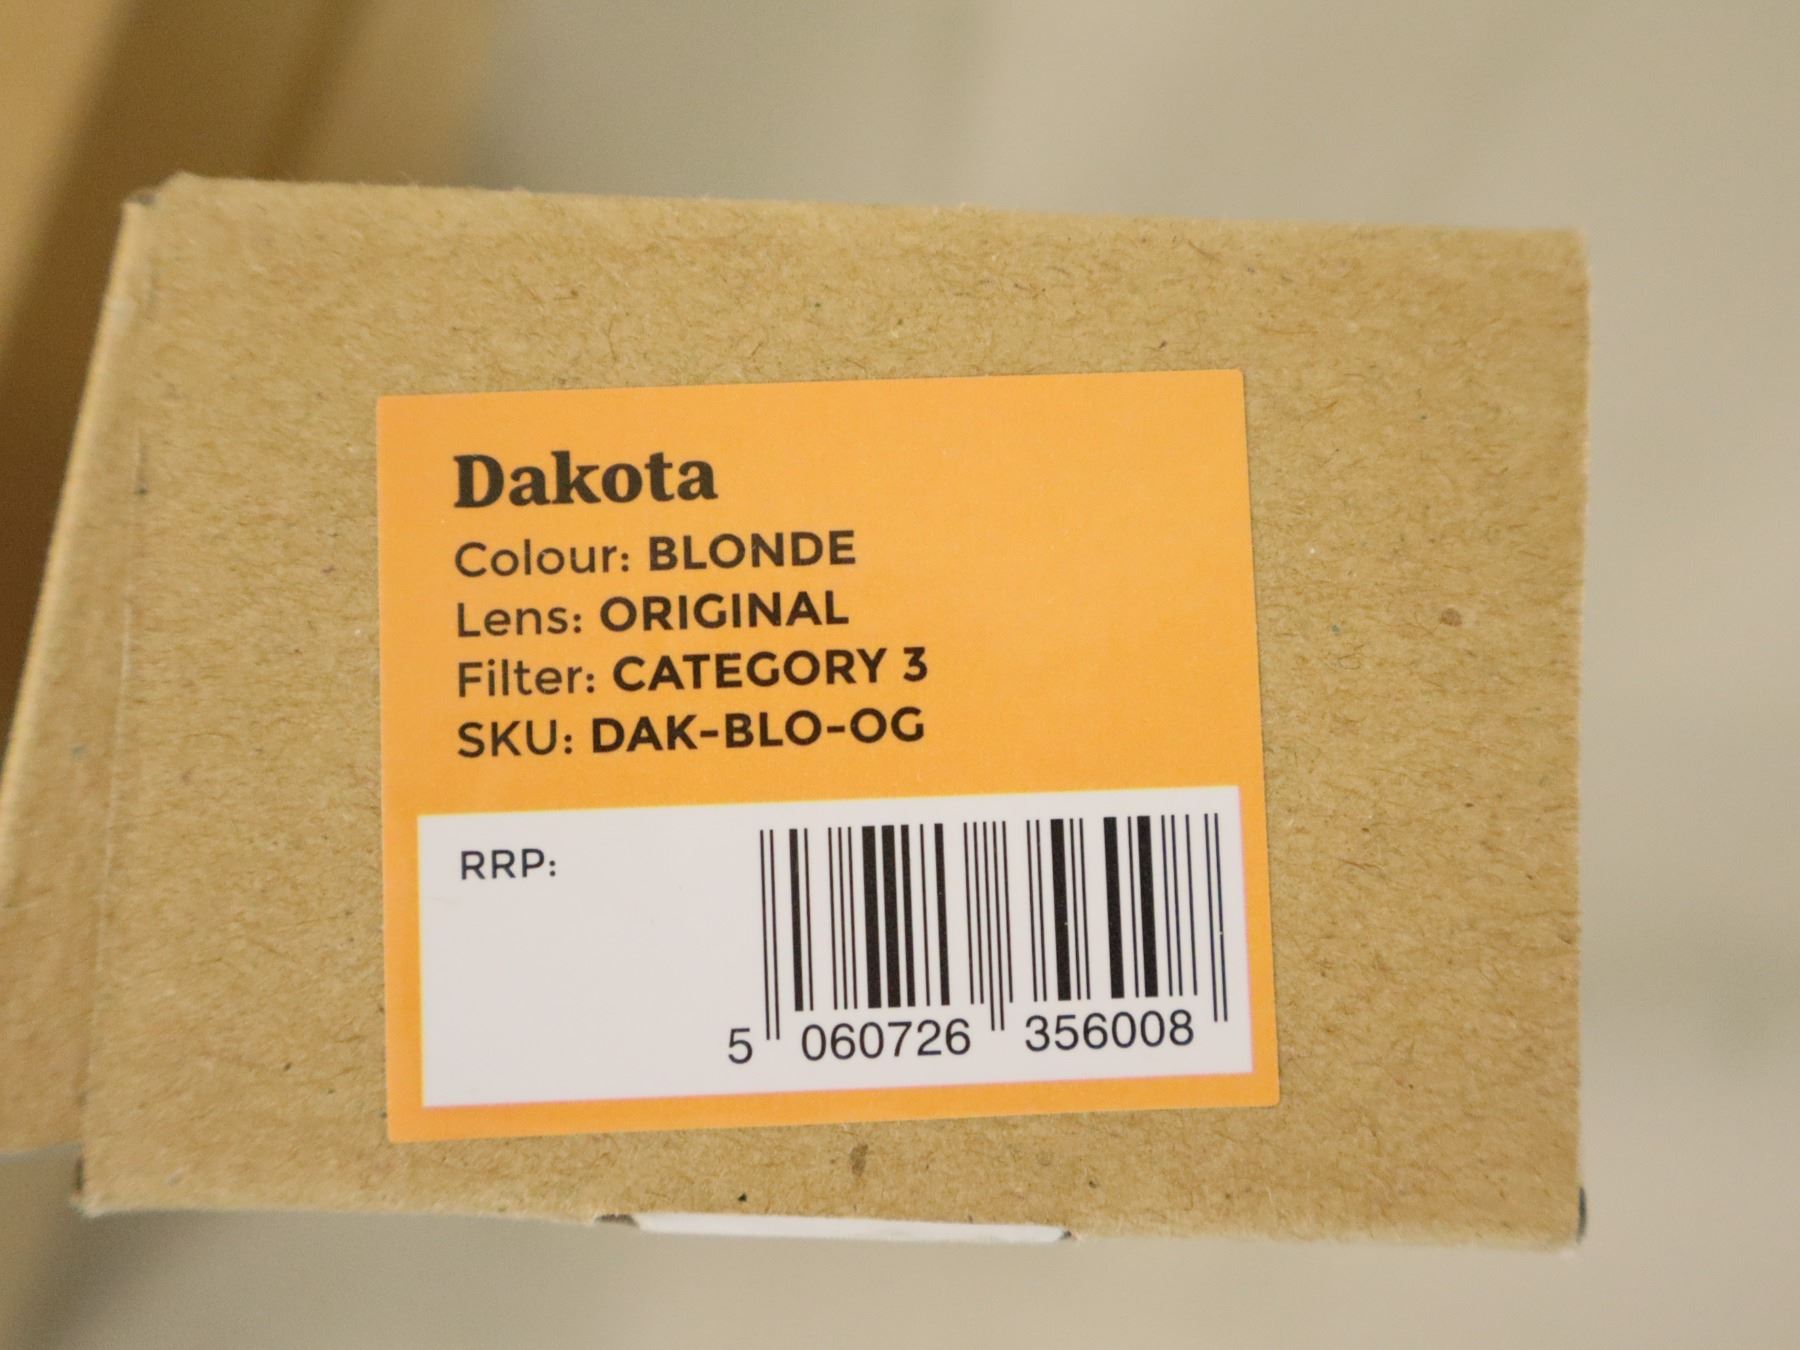 Dakota
Colour: BLONDE
Lens: ORIGINAL
Filter: CATEGORY 3
SKU: DAK-BLO-OG
RRP:
5 060726 356008